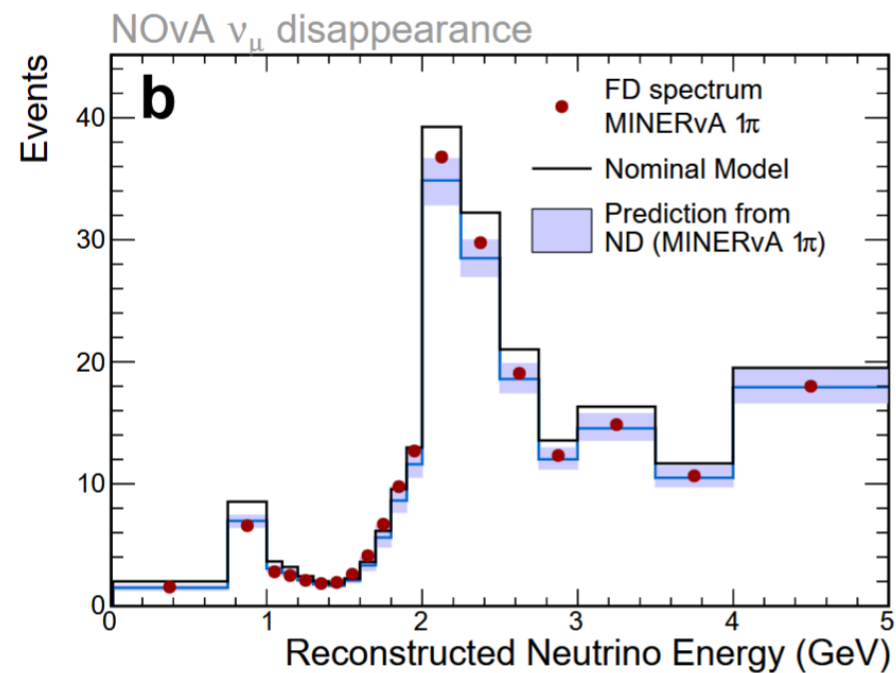 NOvA νμ disappearance
Events
b
FD spectrum
MINERvA 1π
Nominal Model
Prediction from
ND (MINERvA 1π)
40
30
20
10
0
0 1 2 3 4 5
Reconstructed Neutrino Energy (GeV)